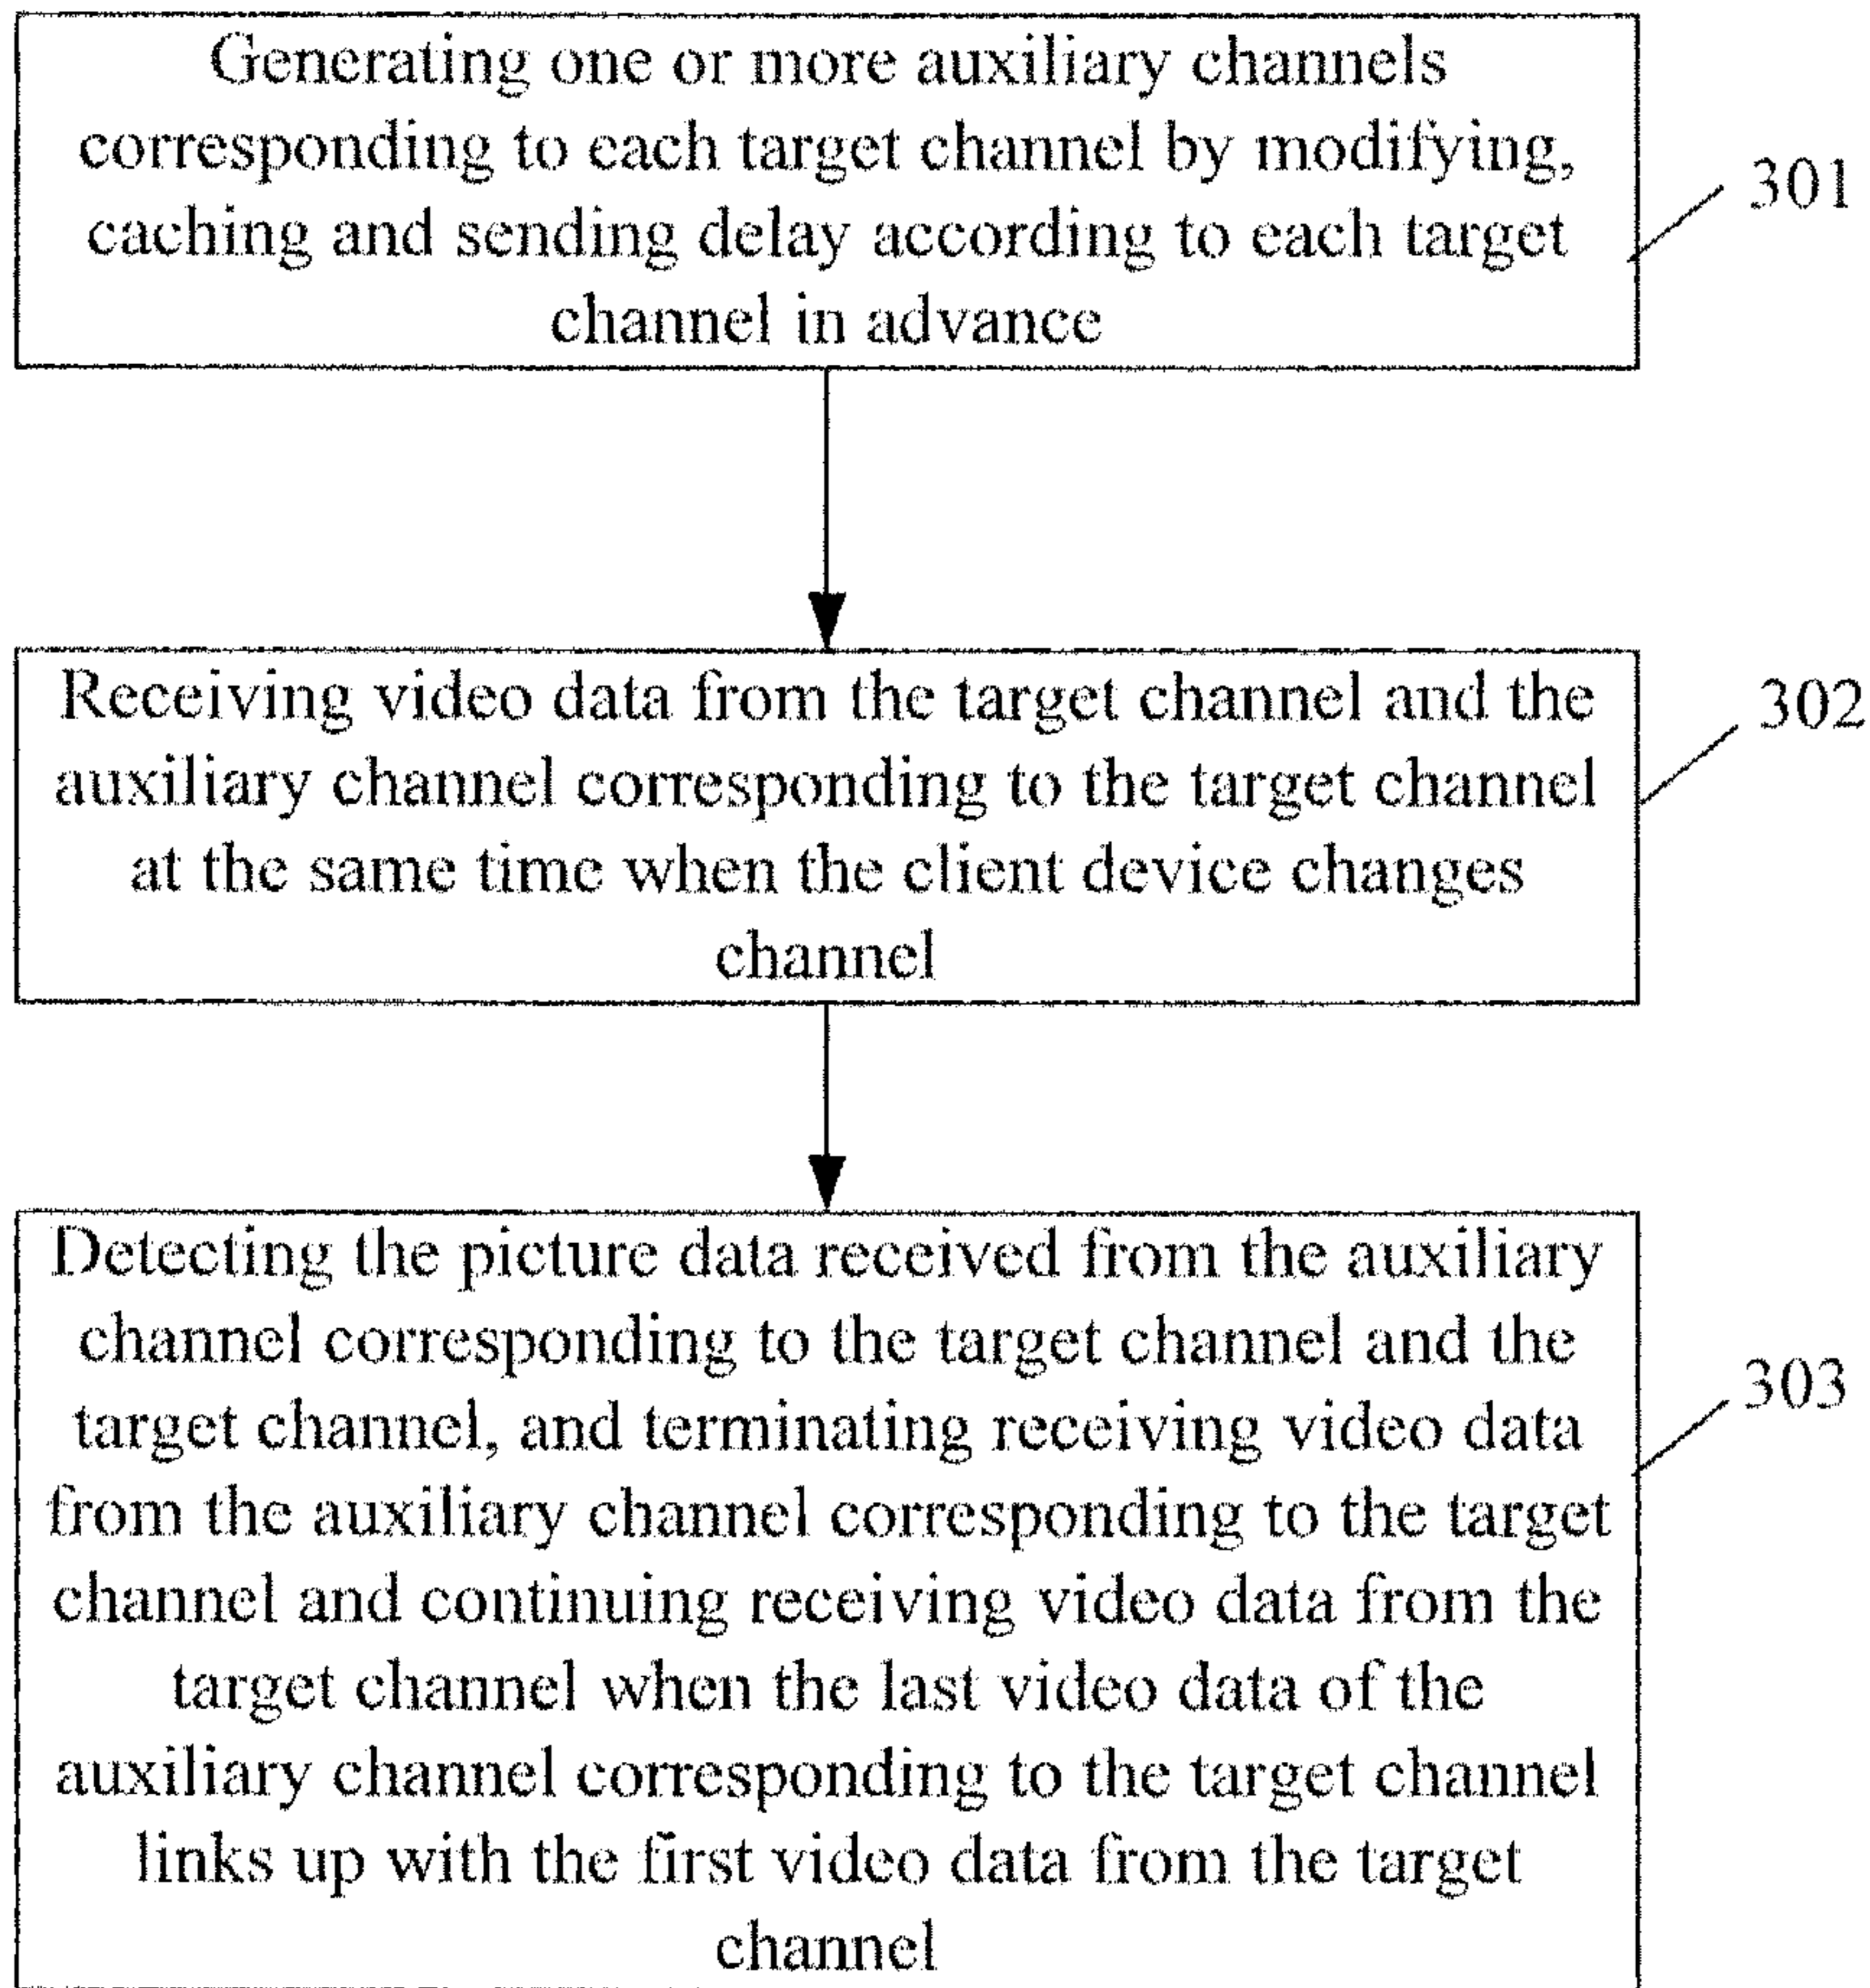 Generating one or more auxiliary channels
corresponding to each target channel by modifying,
caching and sending delay according to each target
channel in advance
301
Receiving video data from the target channel and the
auxiliary channel corresponding to the target channel
at the same time when the client device changes
channel
302
Detecting the picture data received from the auxiliary
channel corresponding to the target channel and the
target channel, and terminating receiving video data
from the auxiliary channel corresponding to the target
channel and continuing receiving video data from the
target channel when the last video data of the
auxiliary channel corresponding to the target channel
links up with the first video data from the target
channel
303